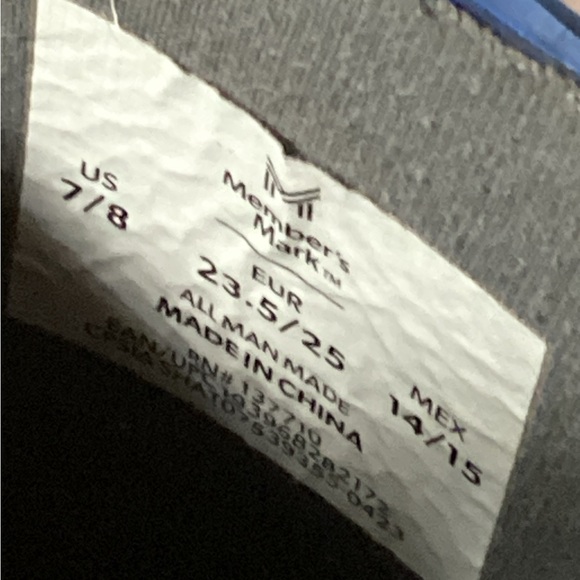 US
7/8
Member's
Mark™
EUR
23.5/25
ALL MAN MADE
MADE IN CHINA
RN# 137710
MEX
14/15